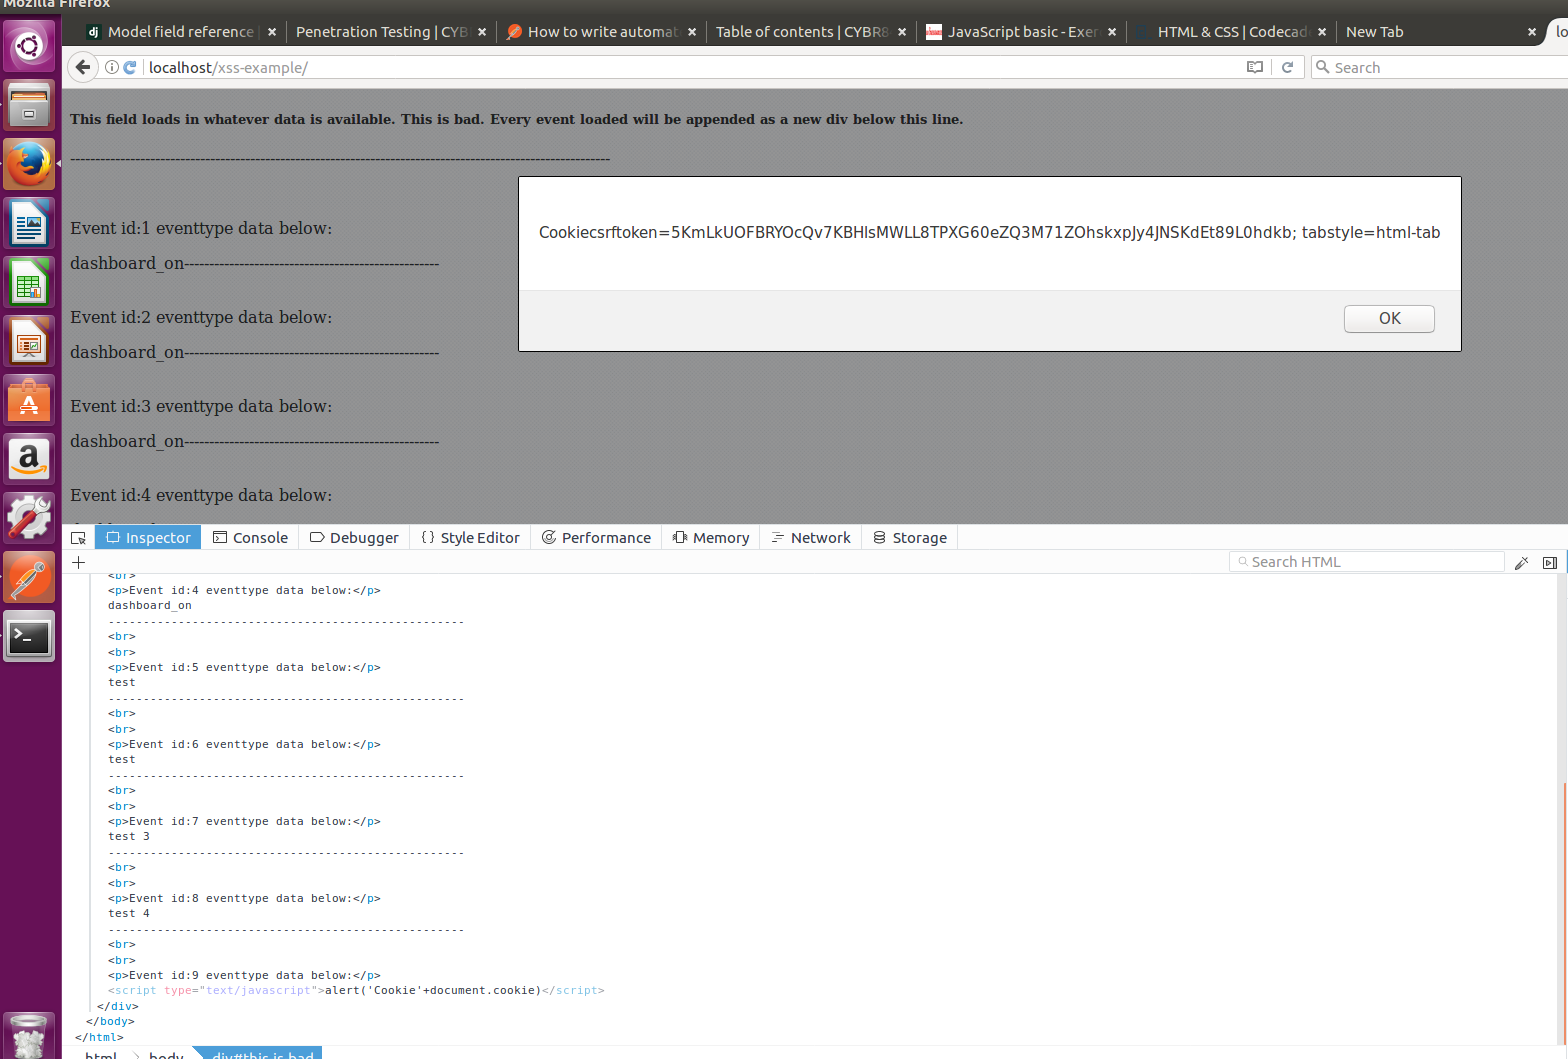 Mozilla Firefox
dj Model field reference
Penetration Testing | CYB
How to write automat
Table of contents | CYBR8
JavaScript basic - Exer
HTML & CSS | Codecad
New Tab
lo
localhost/xss-example/
Search
This field loads in whatever data is available. This is bad. Every event loaded will be appended as a new div below this line.
------------------------------------------------------------------------------------------------------------
Cookiecsrftoken=5KmLkUOFBRYOcQv7KBHlsMWLL8TPXG60eZQ3M71ZOhskxpJy4JNSKdEt89L0hdkb; tabstyle=html-tab
OK
Event id:1 eventtype data below:
dashboard_on---------------------------------------------------
Event id:2 eventtype data below:
dashboard_on---------------------------------------------------
Event id:3 eventtype data below:
dashboard_on---------------------------------------------------
Event id:4 eventtype data below:
Inspector
Console
Debugger
{ } Style Editor
Performance
Memory
Network
Storage
+
Search HTML
<br>
<p>Event id:4 eventtype data below:</p>
dashboard_on
---------------------------------------------------
<br>
<br>
<p>Event id:5 eventtype data below:</p>
test
---------------------------------------------------
<br>
<br>
<p>Event id:6 eventtype data below:</p>
test
---------------------------------------------------
<br>
<br>
<p>Event id:7 eventtype data below:</p>
test 3
---------------------------------------------------
<br>
<br>
<p>Event id:8 eventtype data below:</p>
test 4
---------------------------------------------------
<br>
<br>
<p>Event id:9 eventtype data below:</p>
<script type="text/javascript">alert('Cookie'+document.cookie)</script>
</div>
</body>
</html>
html
body
div#this is bad